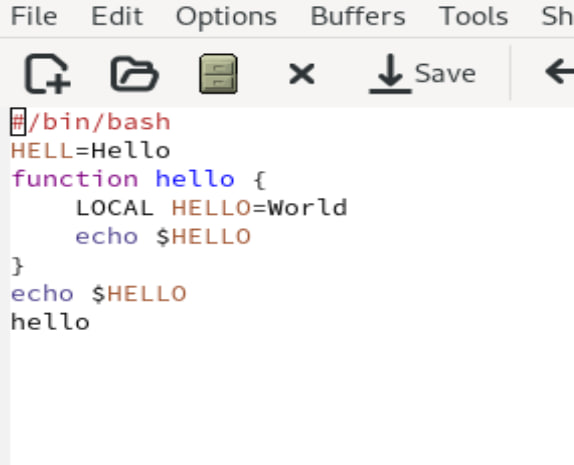 File Edit Options Buffers Tools Sh
Save
#/bin/bash
HELL=Hello
function hello {
    LOCAL HELLO=World
    echo $HELLO
}
echo $HELLO
hello